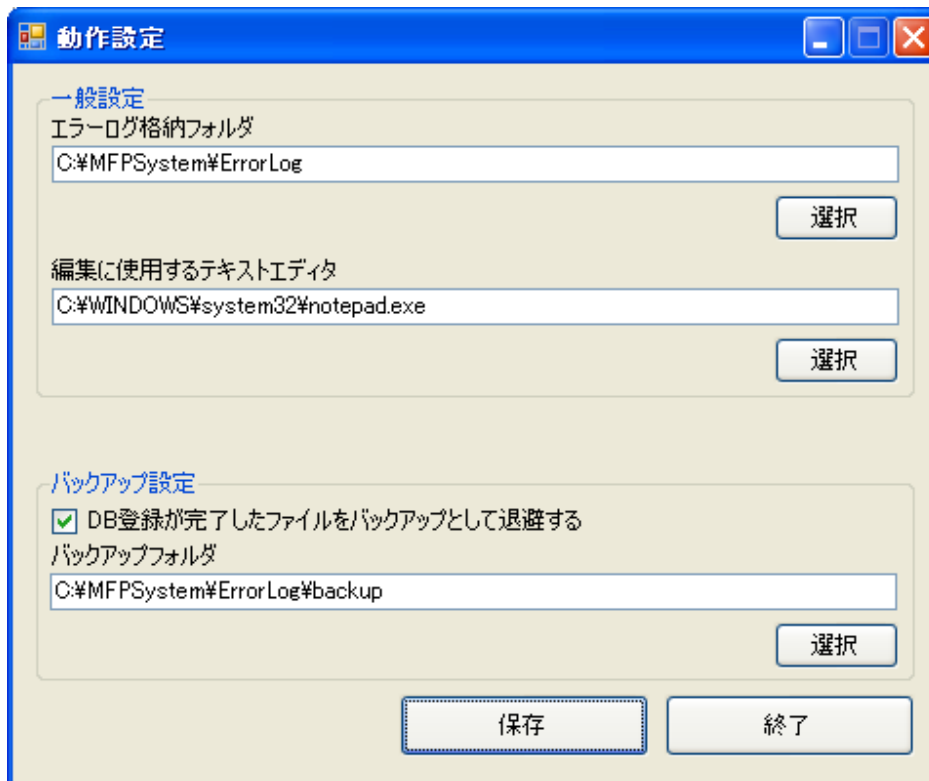 動作設定
一般設定
エラーログ格納フォルダ
C:¥MFPSystem¥ErrorLog
選択
編集に使用するテキストエディタ
C:¥WINDOWS¥system32¥notepad.exe
選択
バックアップ設定
DB登録が完了したファイルをバックアップとして退避する
バックアップフォルダ
C:¥MFPSystem¥ErrorLog¥backup
選択
保存 終了